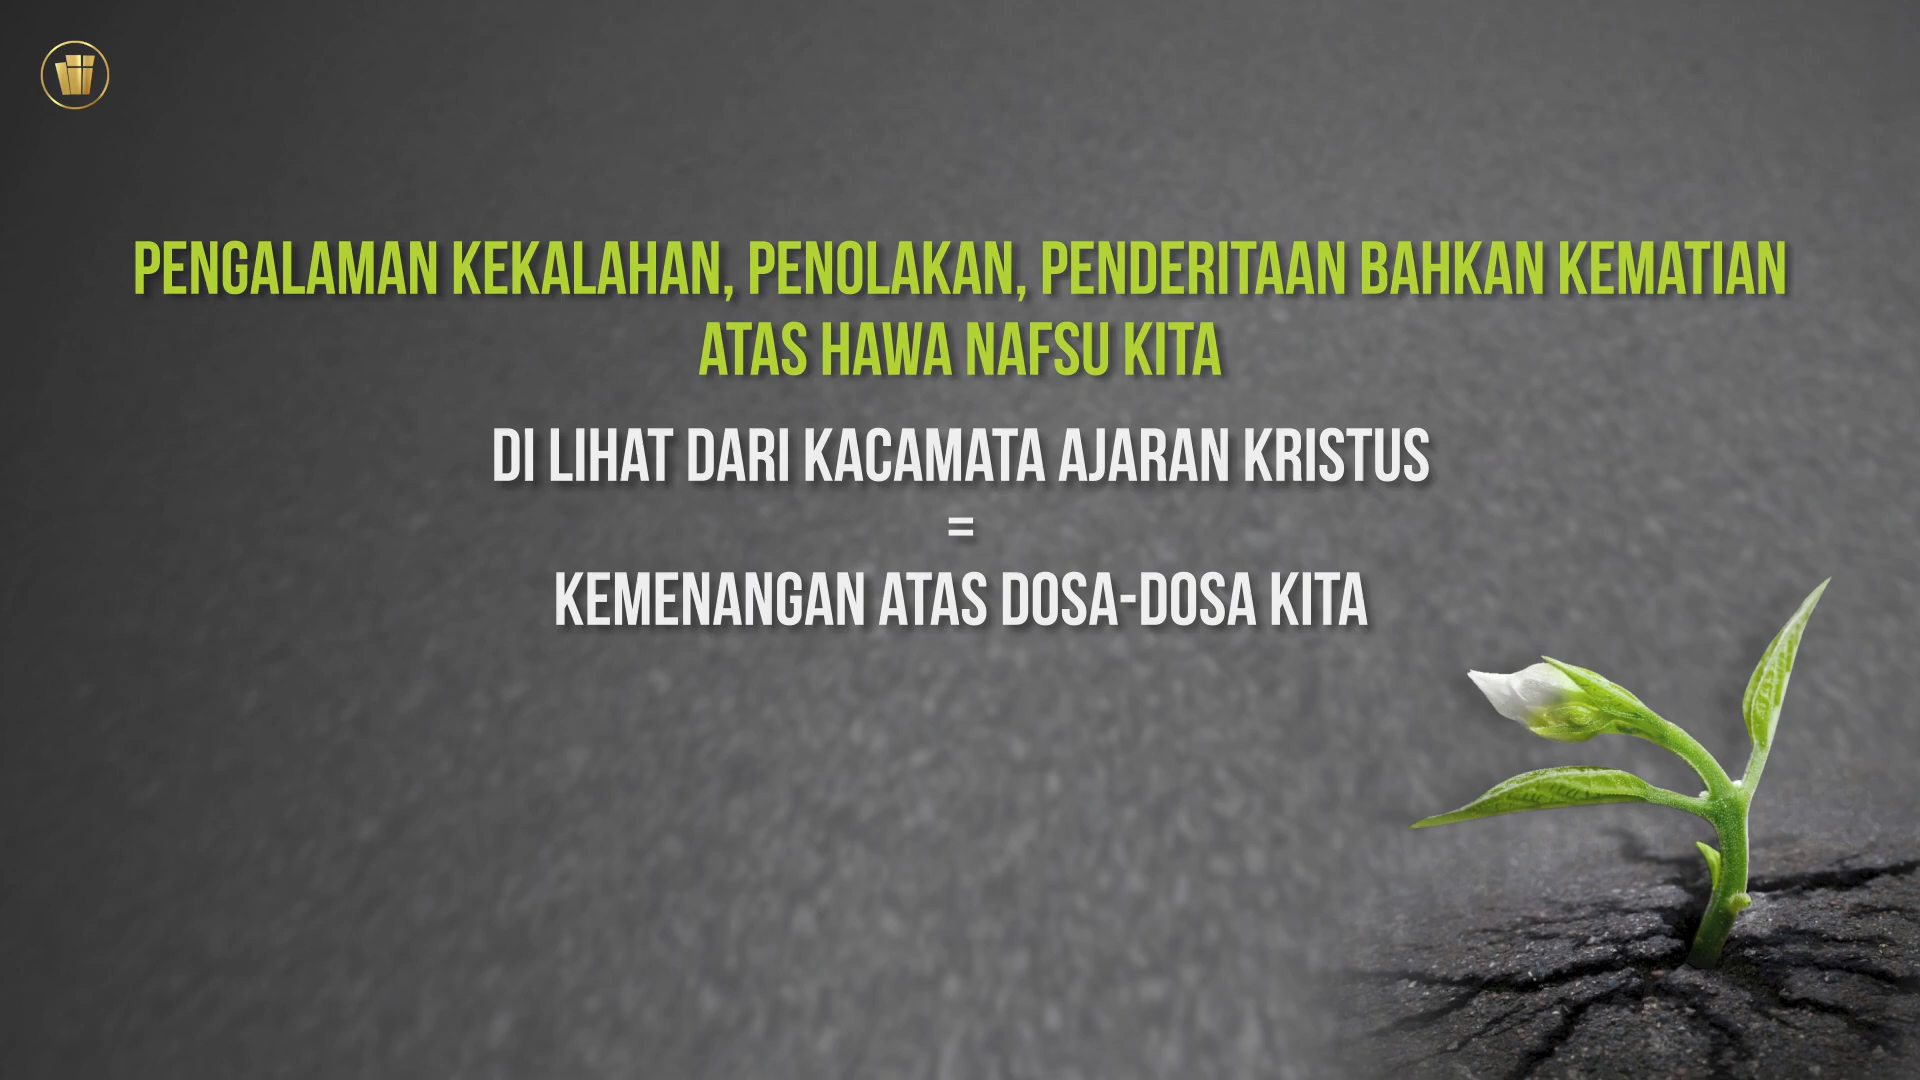 PENGALAMAN KEKALAHAN, PENOLAKAN, PENDERITAAN BAHKAN KEMATIAN
ATAS HAWA NAFSU KITA
DI LIHAT DARI KACAMATA AJARAN KRISTUS
=
KEMENANGAN ATAS DOSA-DOSA KITA